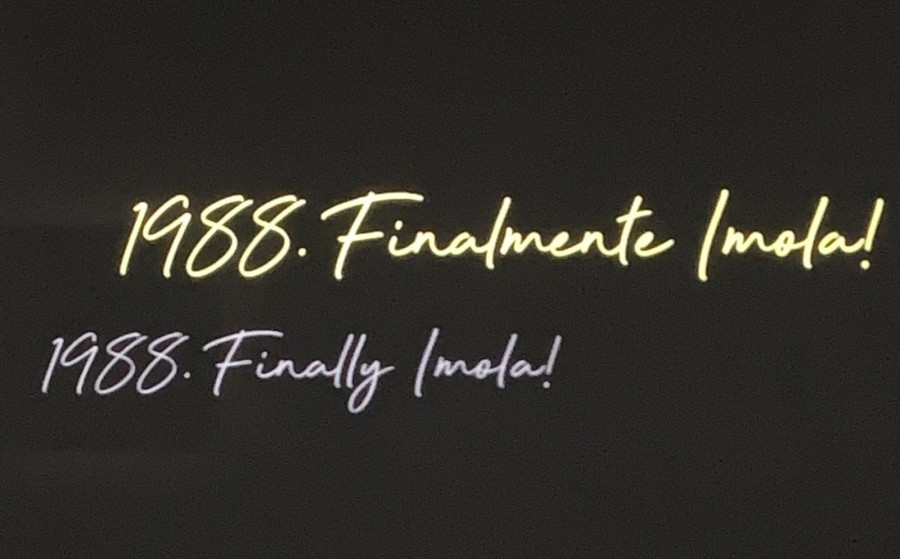 1988. Finalmente Imola!
1988. Finally Imola!